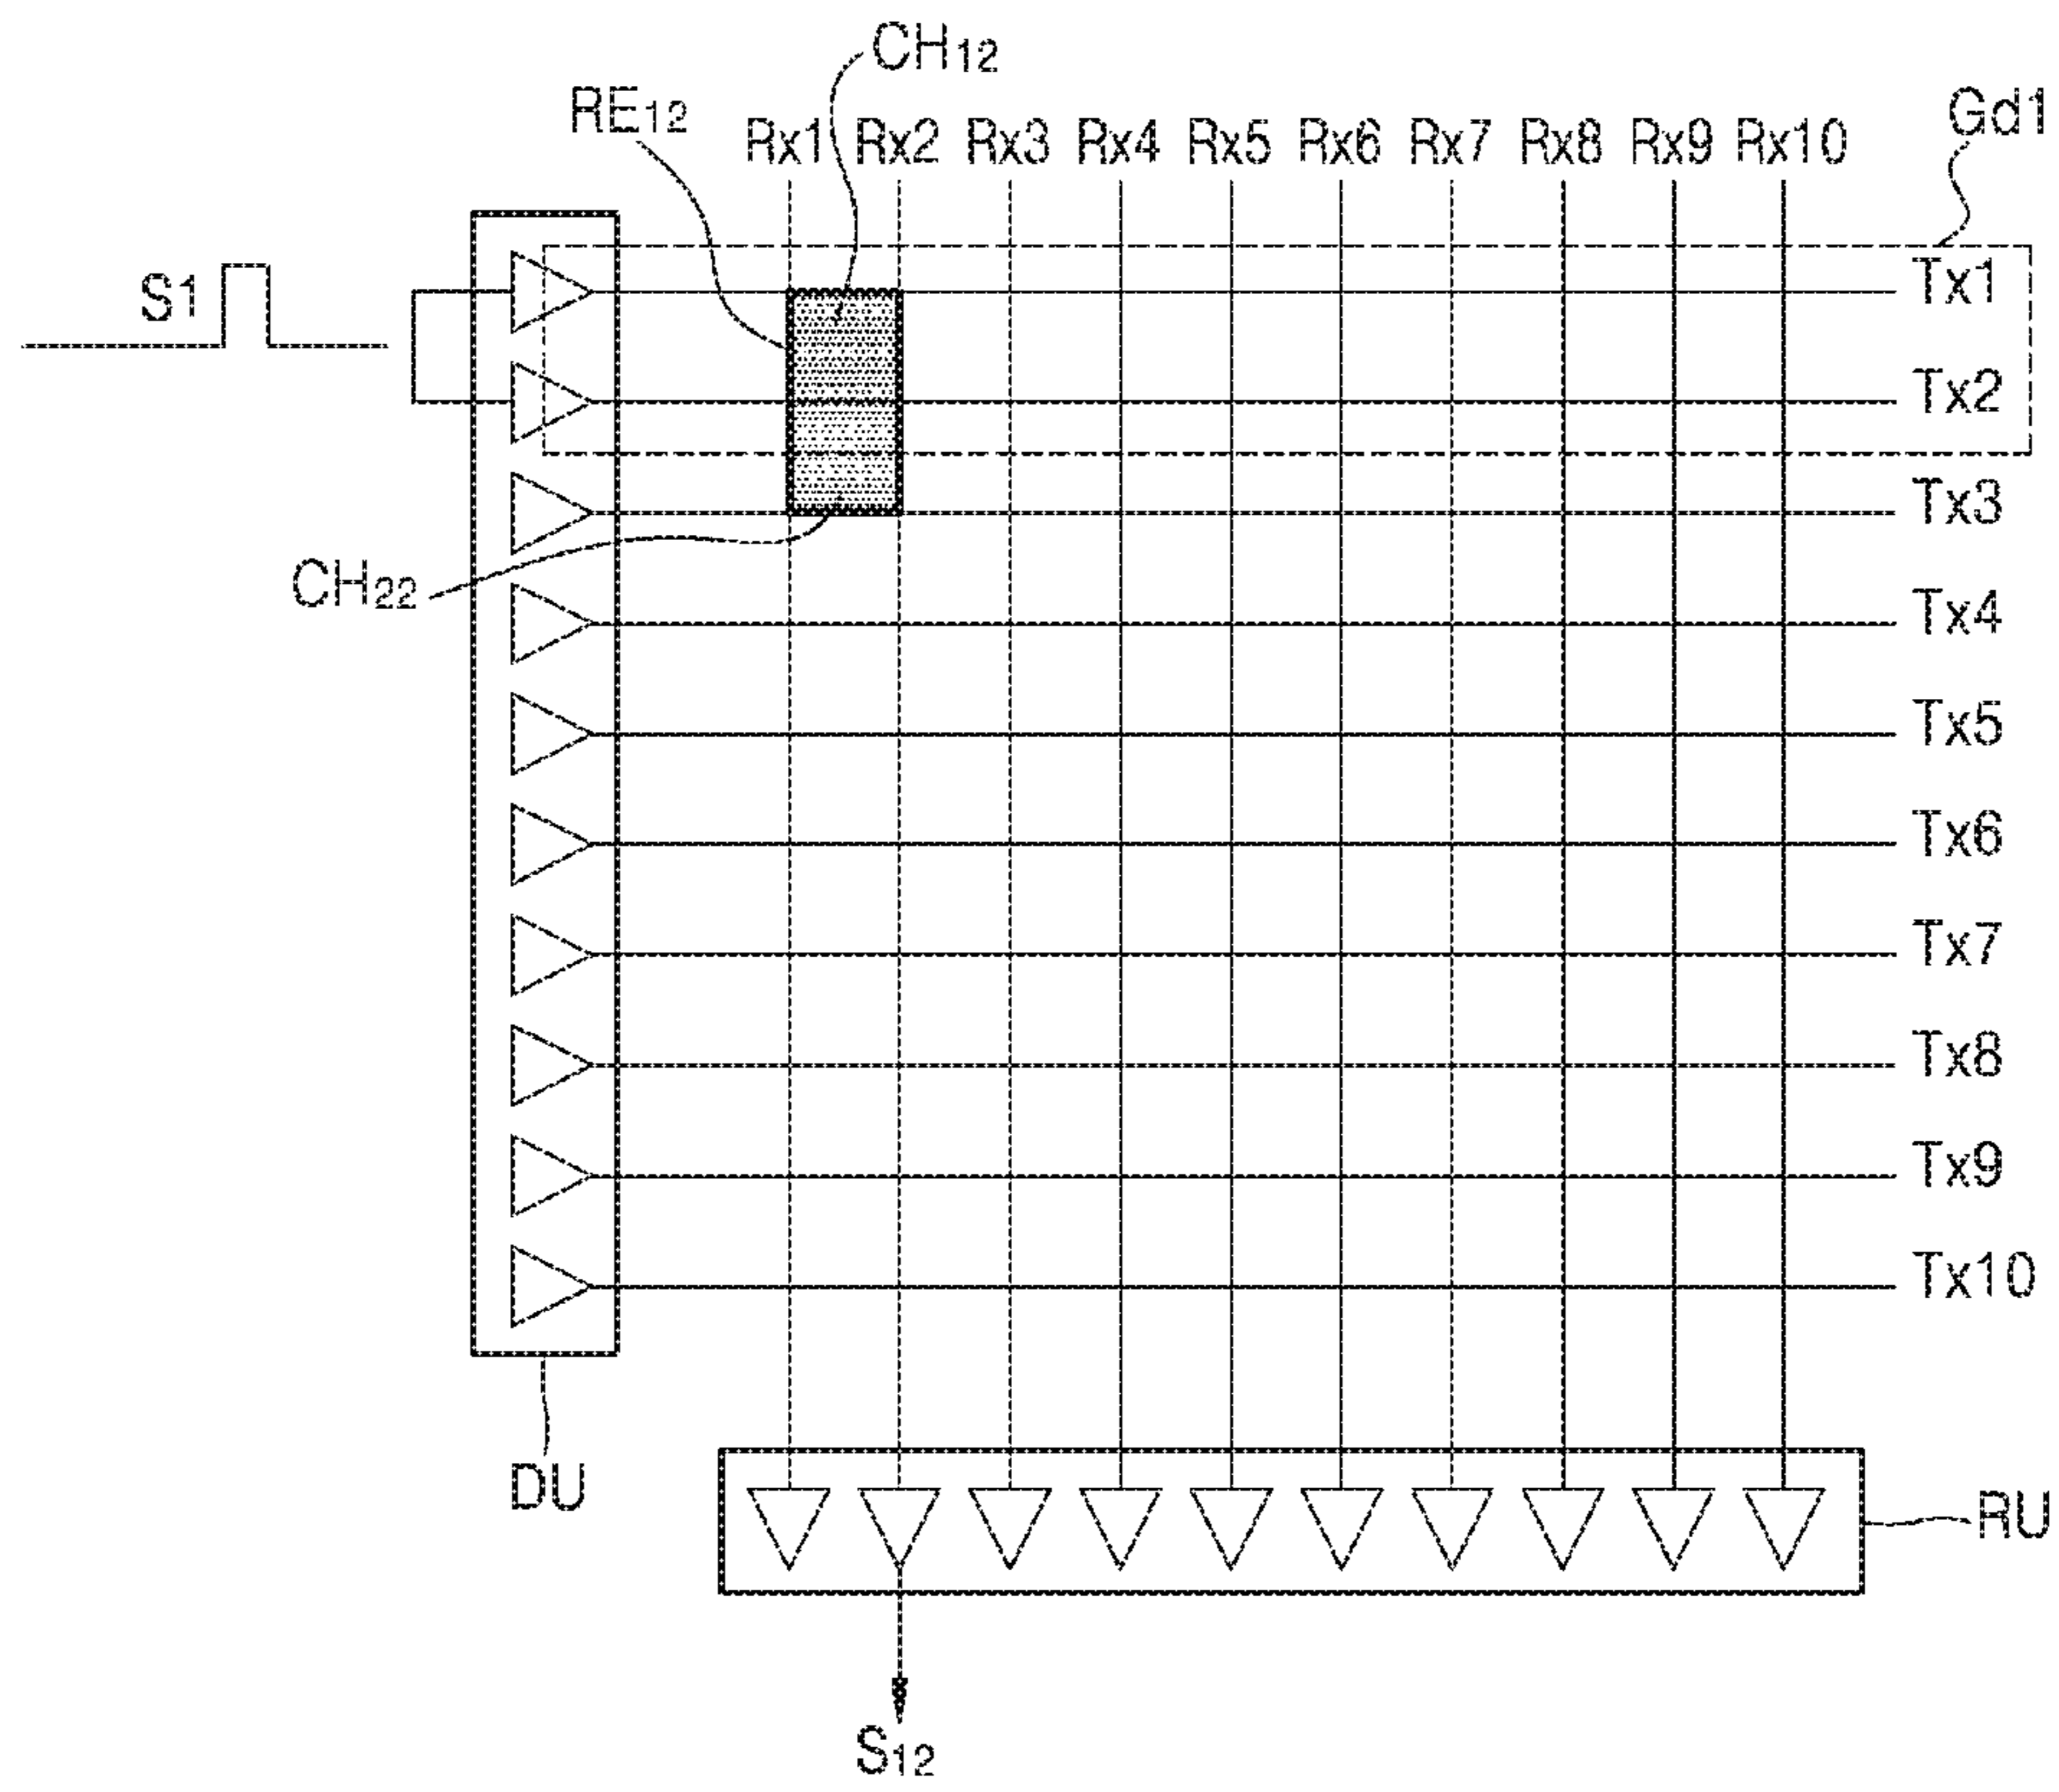 CH12
RE12
Gd1
Rx1 Rx2 Rx3 Rx4 Rx5 Rx6 Rx7 Rx8 Rx9 Rx10
S1
Tx1
Tx2
Tx3
CH22
Tx4
Tx5
Tx6
Tx7
Tx8
Tx9
Tx10
DU
RU
S12